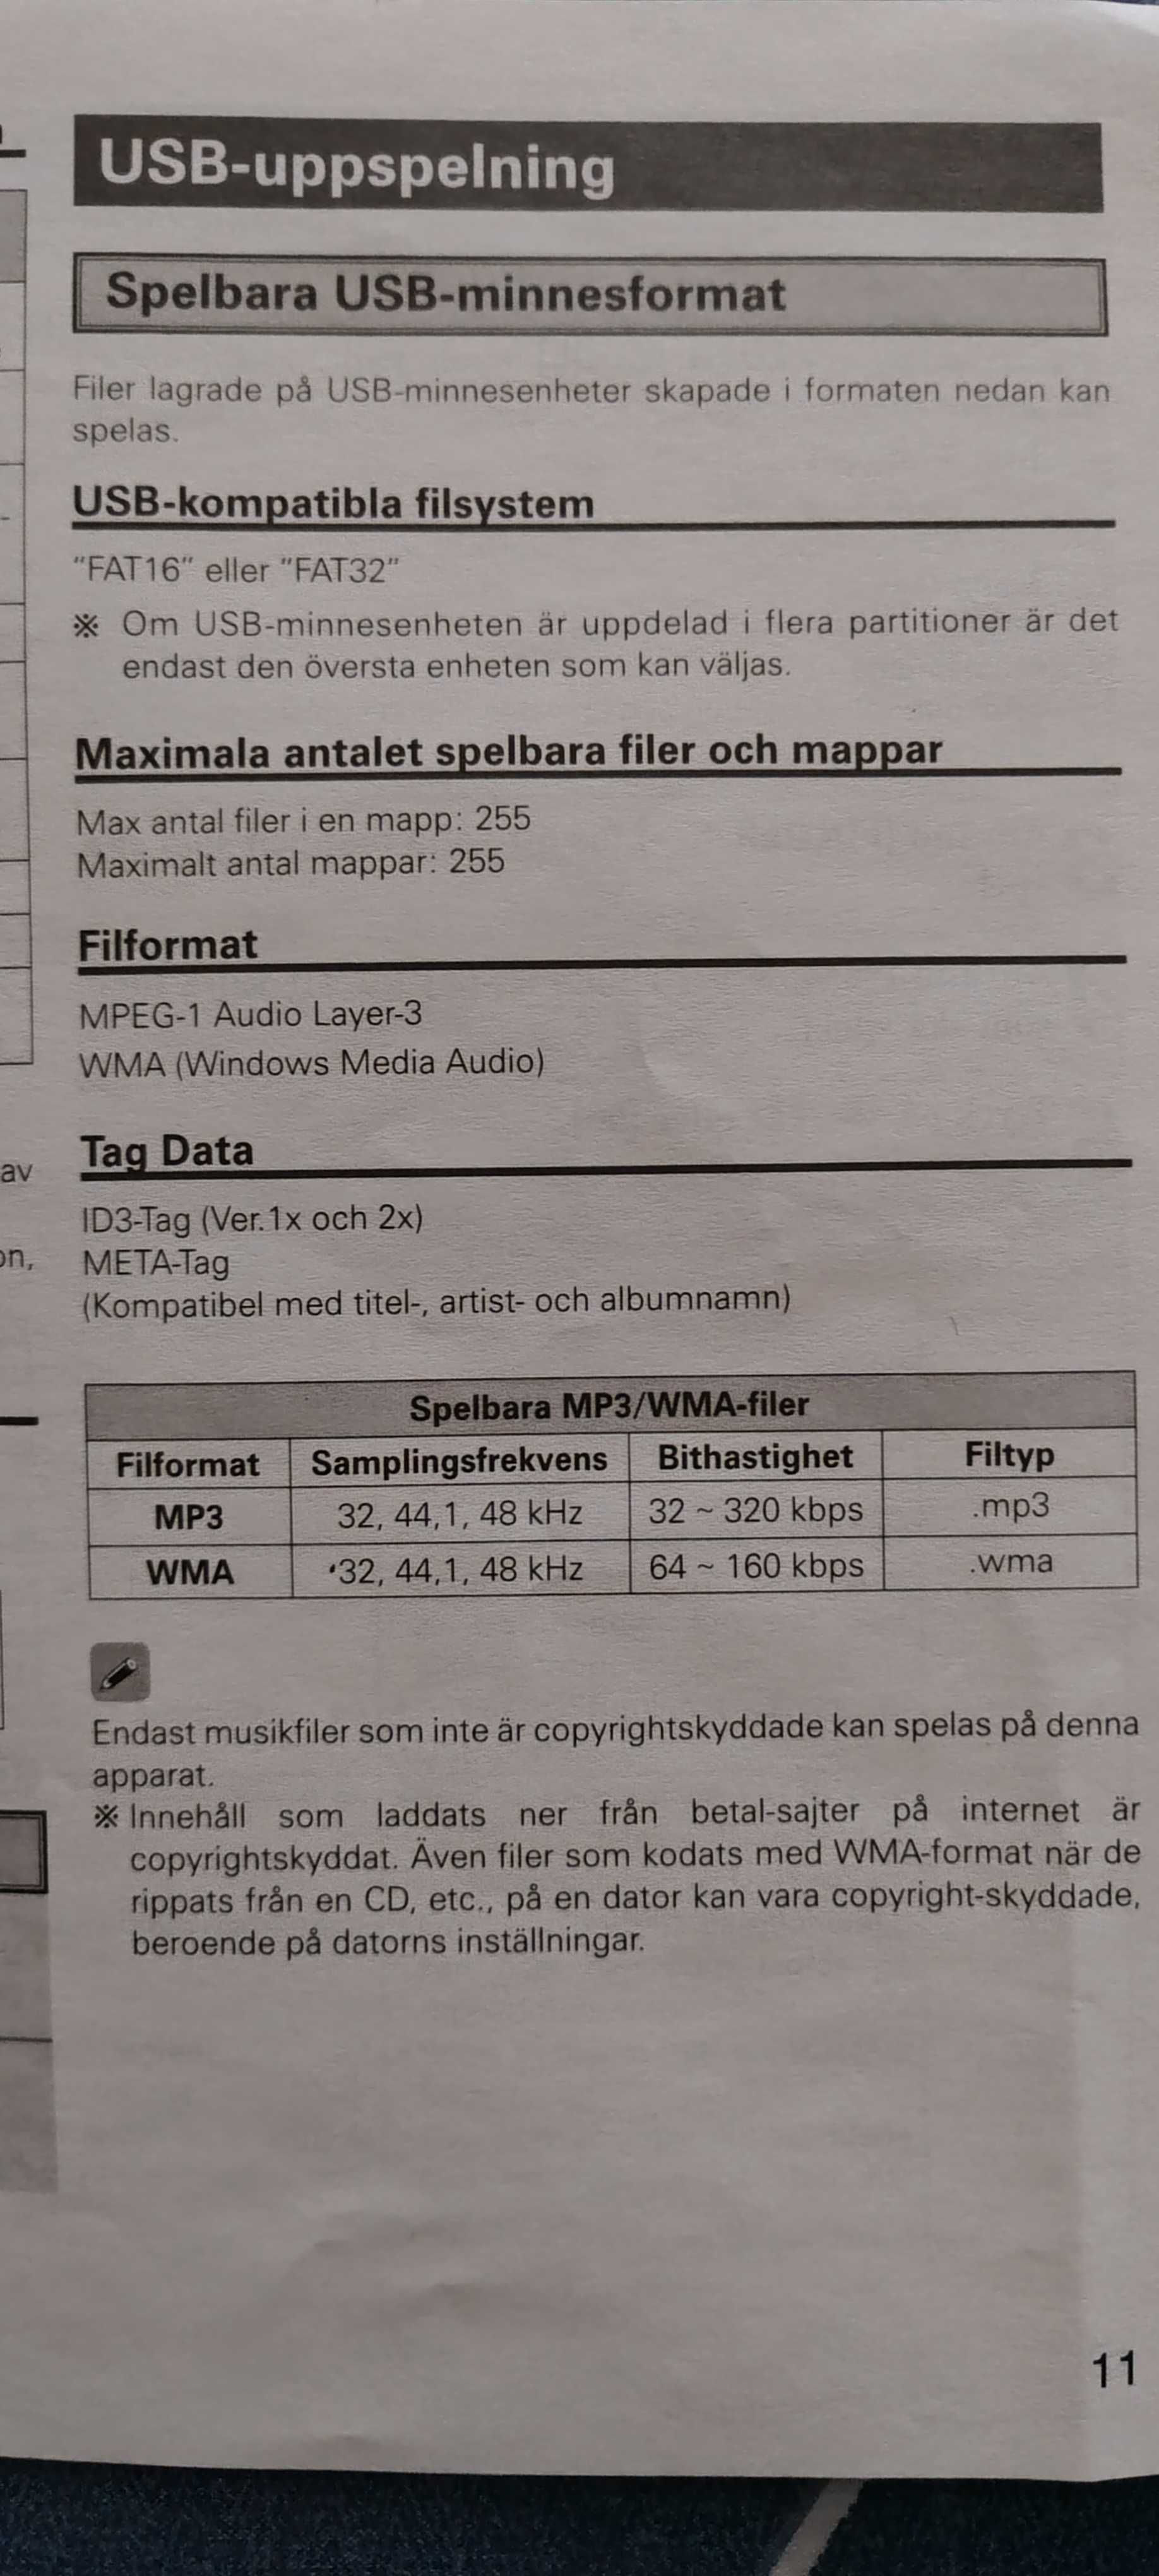 USB-uppspelning
Spelbara USB-minnesformat
Filer lagrade på USB-minnesenheter skapade i formaten nedan kan
spelas.
USB-kompatibla filsystem
"FAT16" eller "FAT32"
※ Om USB-minnesenheten är uppdelad i flera partitioner är det
endast den översta enheten som kan väljas.
Maximala antalet spelbara filer och mappar
Max antal filer i en mapp: 255
Maximalt antal mappar: 255
Filformat
MPEG-1 Audio Layer-3
WMA (Windows Media Audio)
av
Tag Data
ID3-Tag (Ver.1x och 2x)
META-Tag
(Kompatibel med titel-, artist- och albumnamn)
Spelbara MP3/WMA-filer
Filformat Samplingsfrekvens Bithastighet Filtyp
MP3 32, 44,1, 48 kHz 32 ~ 320 kbps .mp3
WMA 32, 44,1, 48 kHz 64 ~ 160 kbps .wma
Endast musikfiler som inte är copyrightskyddade kan spelas på denna
apparat.
※ Innehåll som laddats ner från betal-sajter på internet är
copyrightskyddat. Även filer som kodats med WMA-format när de
rippats från en CD, etc., på en dator kan vara copyright-skyddade,
beroende på datorns inställningar.
11